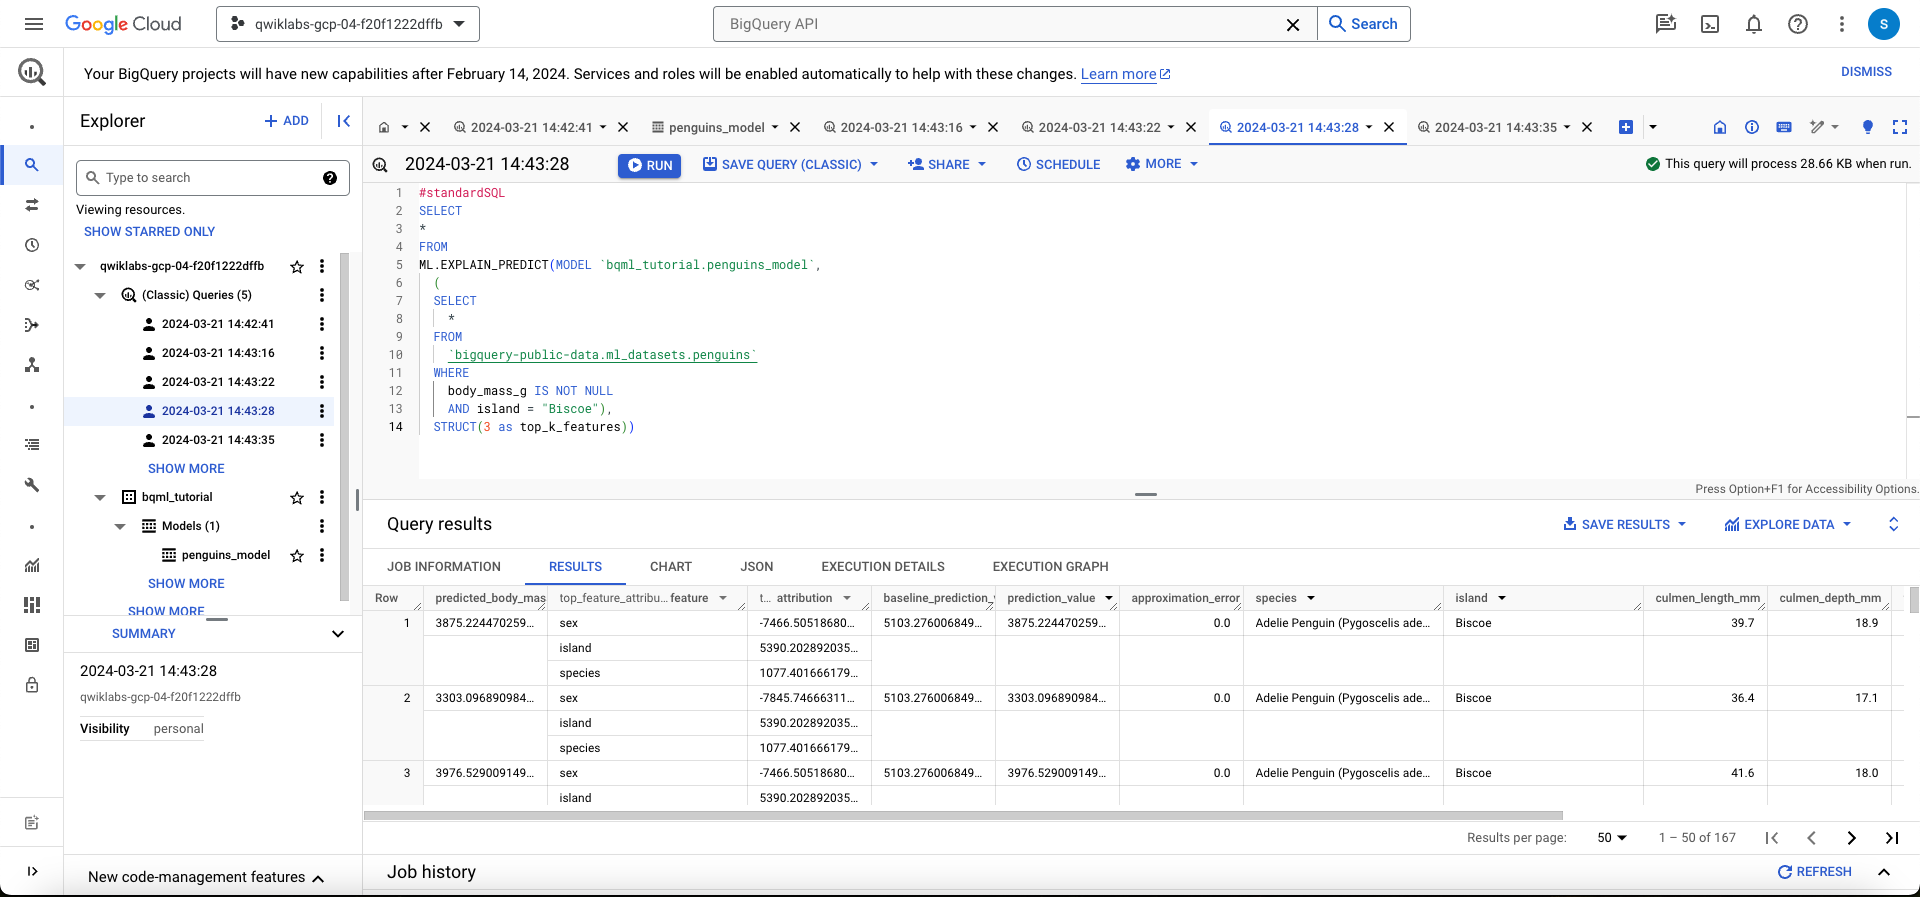 Google Cloud
qwiklabs-gcp-04-f20f1222dffb
BigQuery API
Search
S
Your BigQuery projects will have new capabilities after February 14, 2024. Services and roles will be enabled automatically to help with these changes. Learn more
DISMISS
Explorer
+ ADD
2024-03-21 14:42:41
penguins_model
2024-03-21 14:43:16
2024-03-21 14:43:22
2024-03-21 14:43:28
2024-03-21 14:43:35
Type to search
Viewing resources.
SHOW STARRED ONLY
qwiklabs-gcp-04-f20f1222dffb
(Classic) Queries (5)
2024-03-21 14:42:41
2024-03-21 14:43:16
2024-03-21 14:43:22
2024-03-21 14:43:28
2024-03-21 14:43:35
SHOW MORE
bqml_tutorial
Models (1)
penguins_model
SHOW MORE
SHOW MORE
SUMMARY
2024-03-21 14:43:28
qwiklabs-gcp-04-f20f1222dffb
Visibility personal
New code-management features
2024-03-21 14:43:28
RUN
SAVE QUERY (CLASSIC)
SHARE
SCHEDULE
MORE
This query will process 28.66 KB when run.
1 #standardSQL
2 SELECT
3 *
4 FROM
5 ML.EXPLAIN_PREDICT(MODEL `bqml_tutorial.penguins_model`,
6 (
7 SELECT
8 *
9 FROM
10 `bigquery-public-data.ml_datasets.penguins`
11 WHERE
12 body_mass_g IS NOT NULL
13 AND island = "Biscoe"),
14 STRUCT(3 as top_k_features))
Press Option+F1 for Accessibility Options.
Query results
SAVE RESULTS
EXPLORE DATA
JOB INFORMATION
RESULTS
CHART
JSON
EXECUTION DETAILS
EXECUTION GRAPH
Row predicted_body_mas top_feature_attribu... feature t... attribution baseline_prediction_ prediction_value approximation_error species island culmen_length_mm culmen_depth_mm
1 3875.224470259... sex -7466.50518680... 5103.276006849... 3875.224470259... 0.0 Adelie Penguin (Pygoscelis ade... Biscoe 39.7 18.9
island 5390.202892035...
species 1077.401666179...
2 3303.096890984... sex -7845.74666311... 5103.276006849... 3303.096890984... 0.0 Adelie Penguin (Pygoscelis ade... Biscoe 36.4 17.1
island 5390.202892035...
species 1077.401666179...
3 3976.529009149... sex -7466.50518680... 5103.276006849... 3976.529009149... 0.0 Adelie Penguin (Pygoscelis ade... Biscoe 41.6 18.0
island 5390.202892035...
Results per page: 50 1 – 50 of 167
Job history
REFRESH